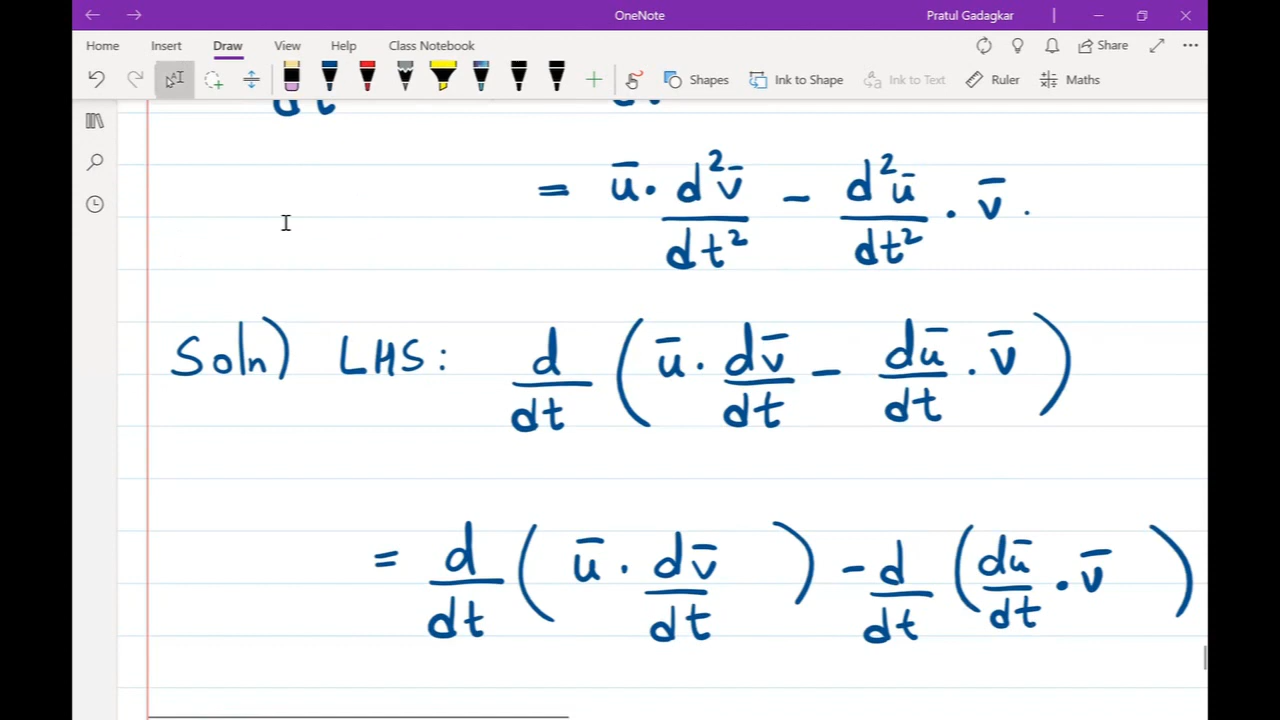 OneNote Pratul Gadagkar
Home Insert Draw View Help Class Notebook Share
Shapes Ink to Shape Ink to Text Ruler Maths
dt
= ū · d²v̄/dt² - d²ū/dt² · v̄ .
Soln) LHS: d/dt ( ū · dv̄/dt - dū/dt · v̄ )
= d/dt ( ū · dv̄/dt ) - d/dt ( dū/dt · v̄ )